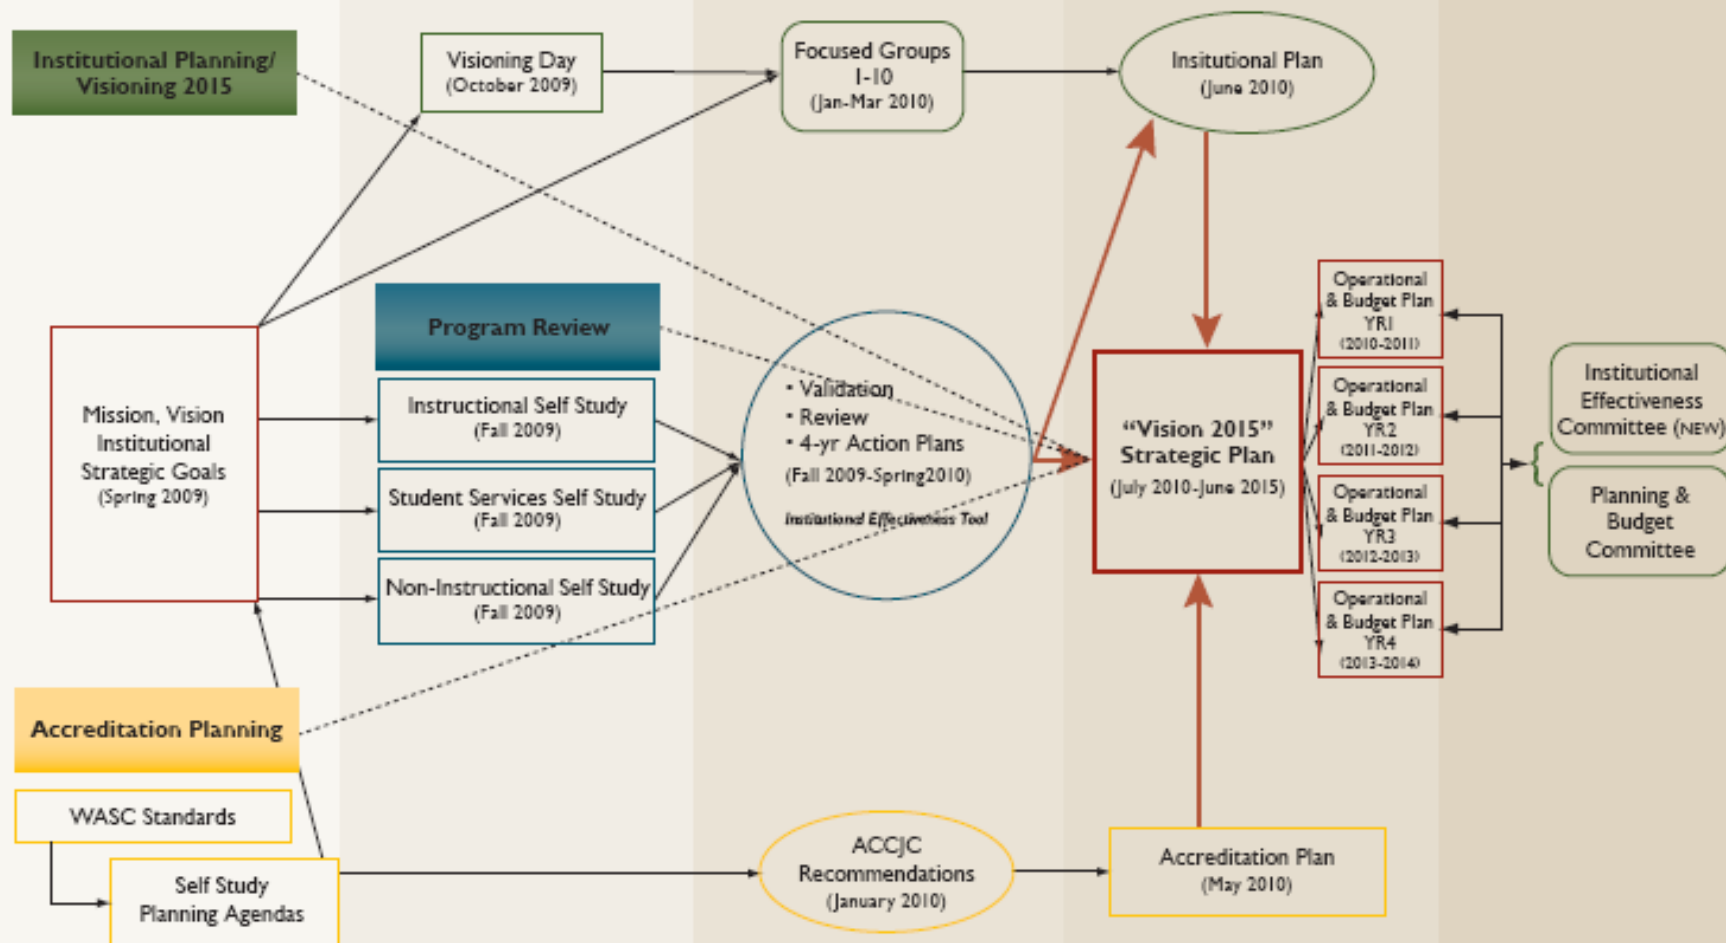 Institutional Planning/
Visioning 2015
Visioning Day
(October 2009)
Focused Groups
1-10
(Jan-Mar 2010)
Insitutional Plan
(June 2010)
Mission, Vision
Institutional
Strategic Goals
(Spring 2009)
Program Review
Instructional Self Study
(Fall 2009)
Student Services Self Study
(Fall 2009)
Non-Instructional Self Study
(Fall 2009)
▪ Validation
▪ Review
▪ 4-yr Action Plans
(Fall 2009-Spring2010)
Institutional Effectiveness Tool
“Vision 2015”
Strategic Plan
(July 2010-June 2015)
Operational
& Budget Plan
YR1
(2010-2011)
Operational
& Budget Plan
YR2
(2011-2012)
Operational
& Budget Plan
YR3
(2012-2013)
Operational
& Budget Plan
YR4
(2013-2014)
Institutional
Effectiveness
Committee (NEW)
Planning &
Budget
Committee
Accreditation Planning
WASC Standards
Self Study
Planning Agendas
ACCJC
Recommendations
(January 2010)
Accreditation Plan
(May 2010)